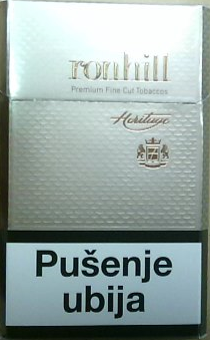 ronhill
Premium Fine Cut Tobaccos
Heritage
Pušenje
ubija